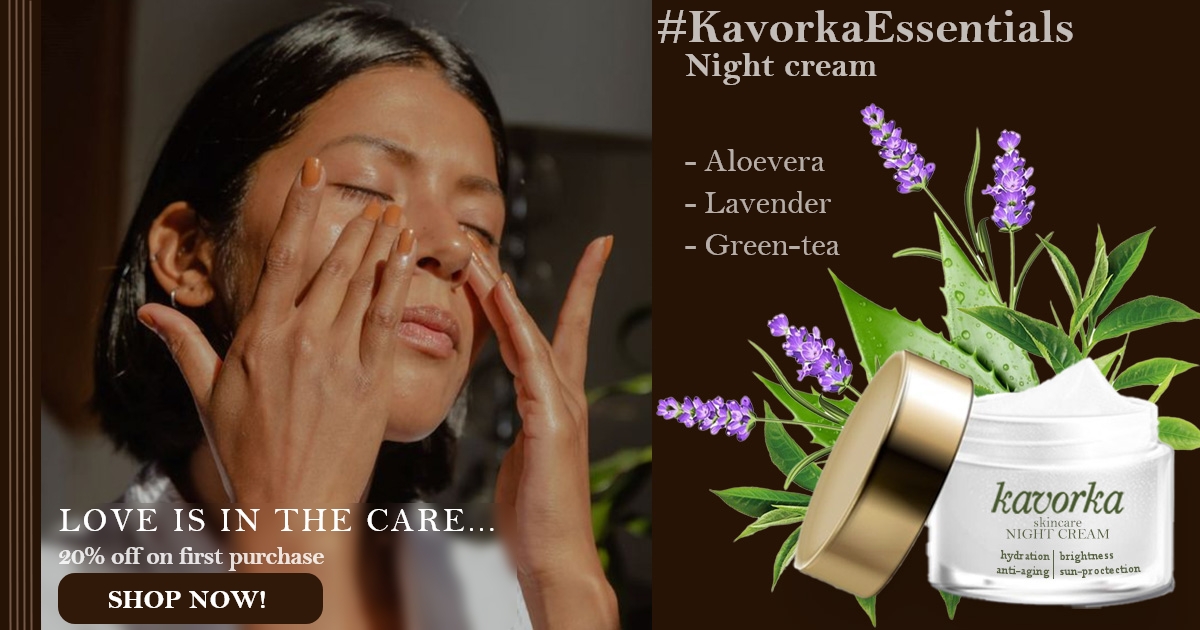 #KavorkaEssentials
Night cream
- Aloevera
- Lavender
- Green-tea
LOVE IS IN THE CARE...
20% off on first purchase
SHOP NOW!
kavorka
skincare
NIGHT CREAM
hydration | brightness
anti-aging | sun-proctection